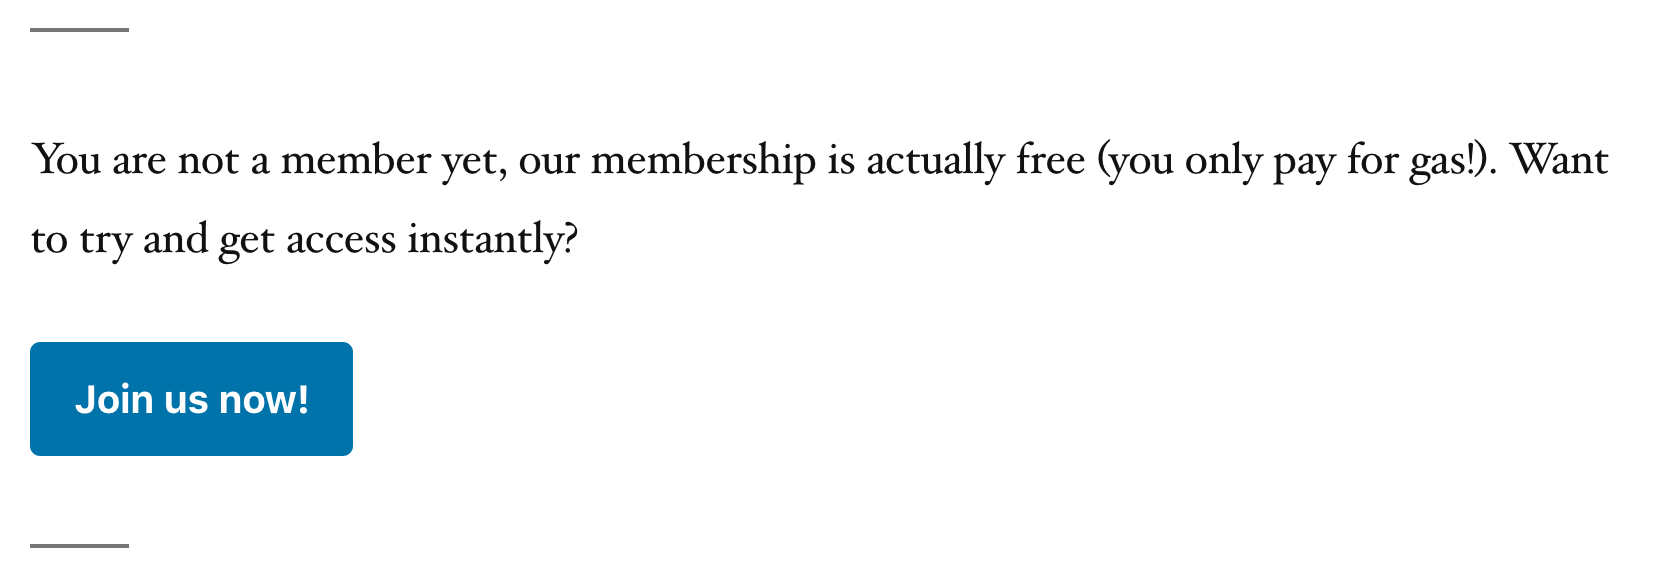 You are not a member yet, our membership is actually free (you only pay for gas!). Want
to try and get access instantly?
Join us now!